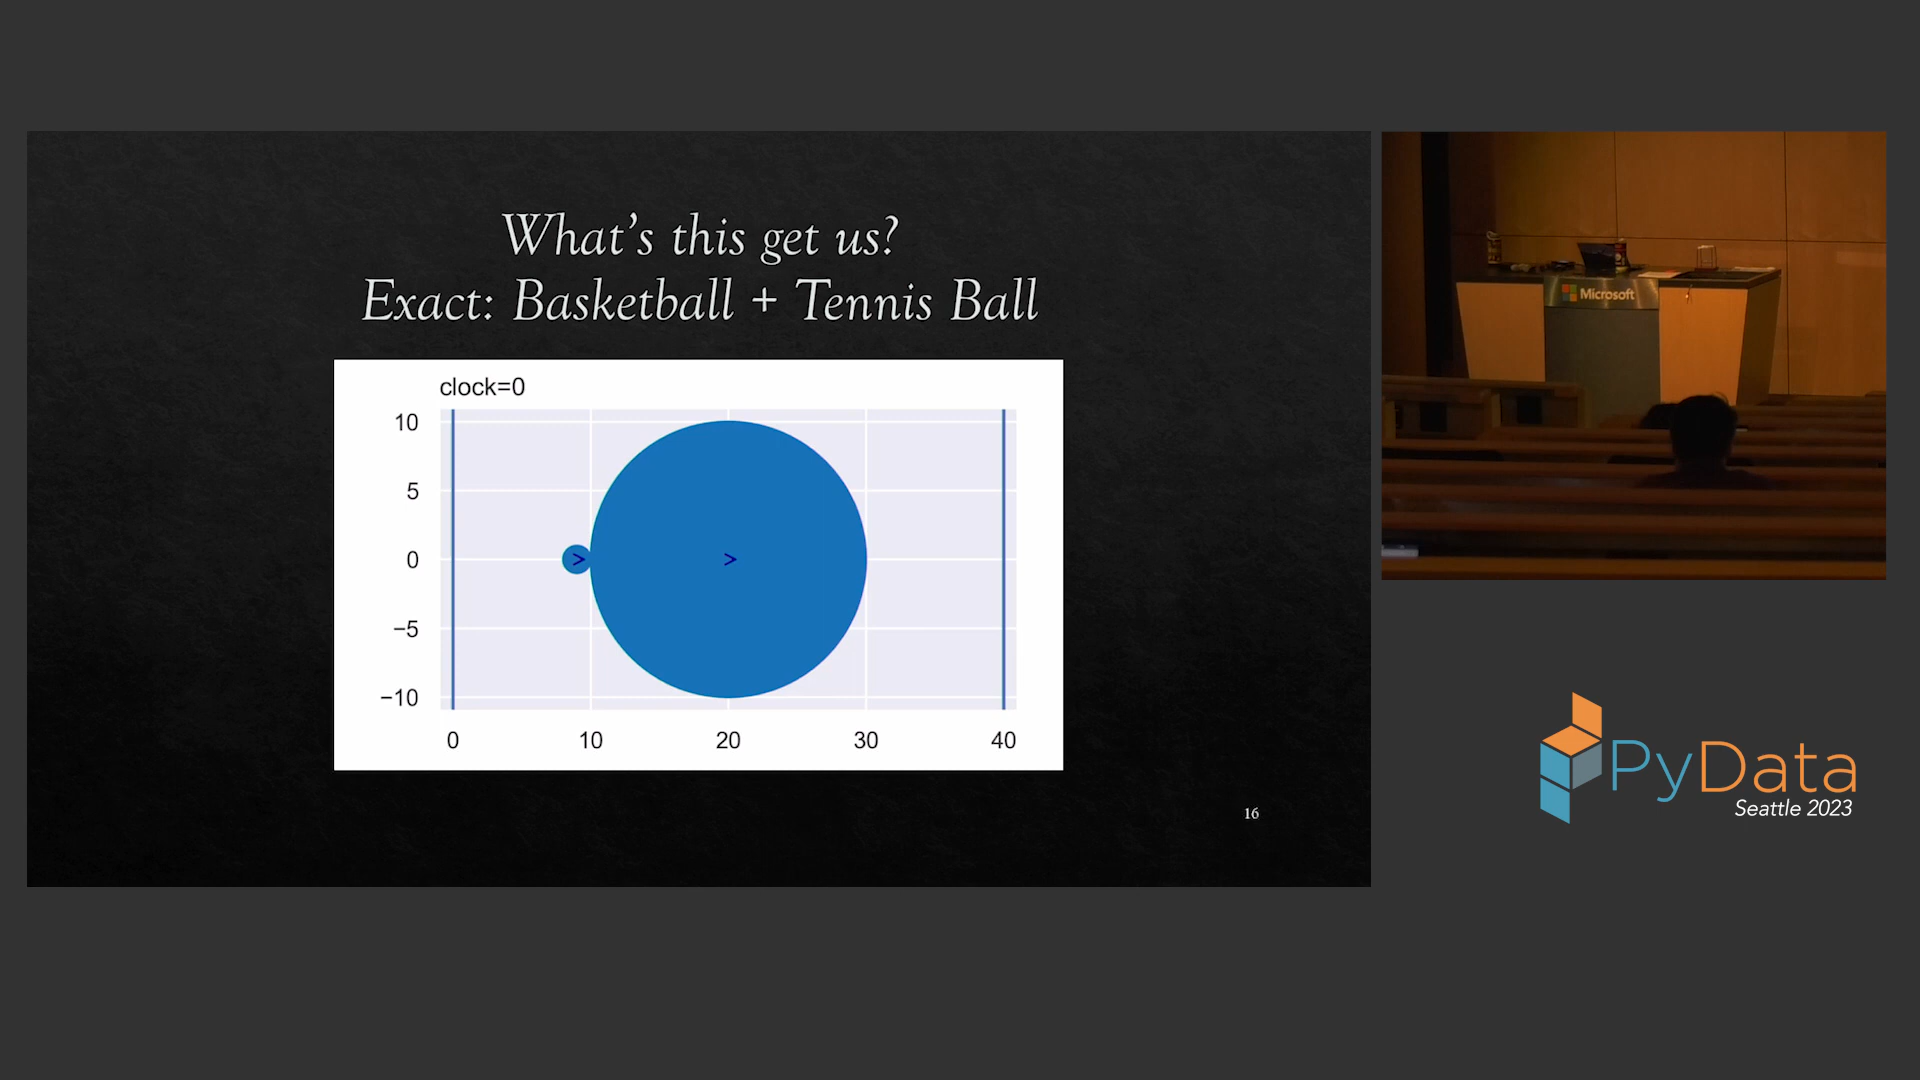 What's this get us?
Exact: Basketball + Tennis Ball
clock=0
10
5
0
−5
−10
>
>
0
10
20
30
40
16
Microsoft
PyData
Seattle 2023